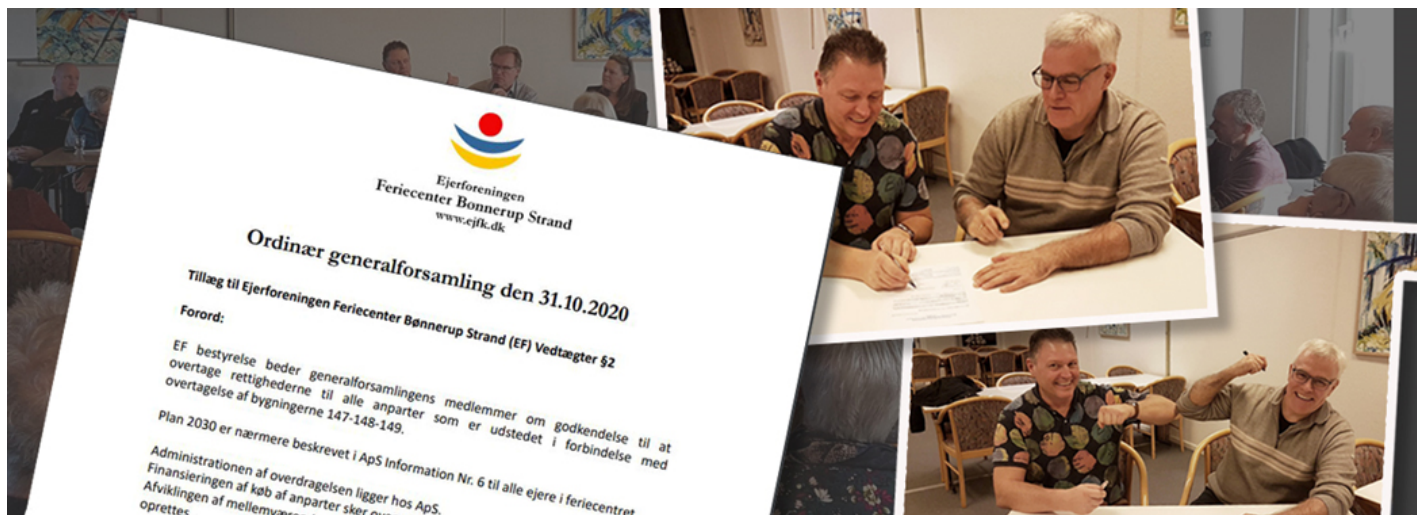 Ejerforeningen
Feriecenter Bønnerup Strand
www.ejfk.dk
Ordinær generalforsamling den 31.10.2020
Tillæg til Ejerforeningen Feriecenter Bønnerup Strand (EF) Vedtægter §2
Forord:
EF bestyrelse beder generalforsamlingens medlemmer om godkendelse til at
overtage rettighederne til alle anparter som er udstedet i forbindelse med
overtagelse af bygningerne 147-148-149.
Plan 2030 er nærmere beskrevet i ApS Information Nr. 6 til alle ejere i feriecentret
Administrationen af overdragelsen ligger hos ApS.
Finansieringen af køb af anparter sker
Afviklingen af
oprettes